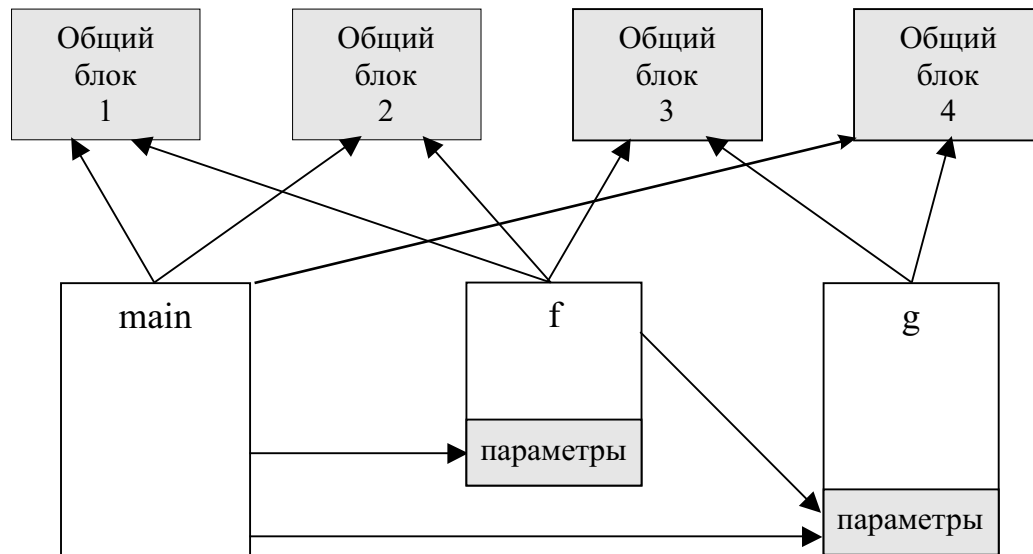 Общий
блок
1
Общий
блок
2
Общий
блок
3
Общий
блок
4
main
f
g
параметры
параметры